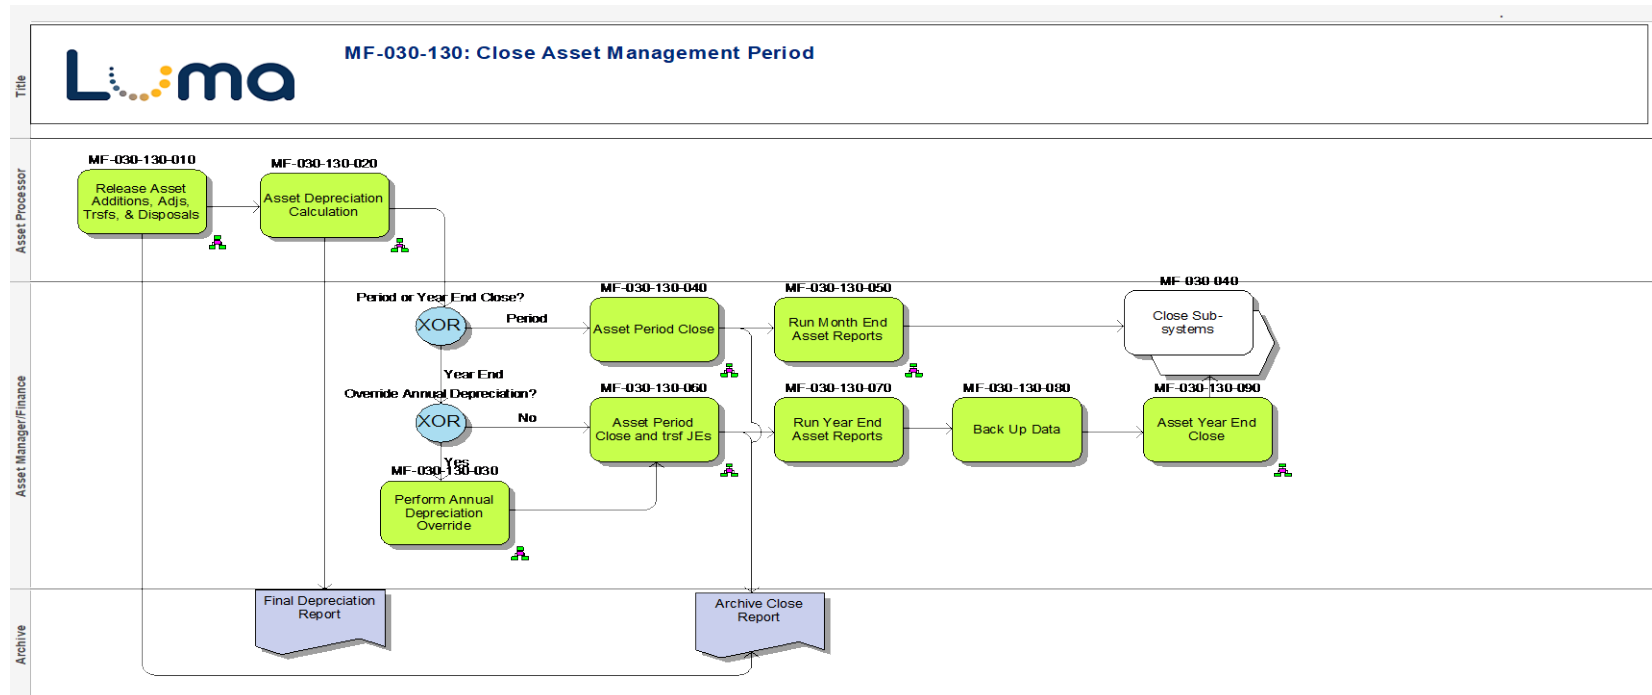 Title
Luma
MF-030-130: Close Asset Management Period
Asset Processor
MF-030-130-010
Release Asset
Additions, Adjs,
Trsfs, & Disposals
MF-030-130-020
Asset Depreciation
Calculation
Asset Manager/Finance
Period or Year End Close?
XOR
Period
MF-030-130-040
Asset Period Close
MF-030-130-050
Run Month End
Asset Reports
MF-030-040
Close Sub-
systems
Year End
Override Annual Depreciation?
XOR
No
MF-030-130-060
Asset Period
Close and trsf JEs
MF-030-130-070
Run Year End
Asset Reports
MF-030-130-080
Back Up Data
MF-030-130-090
Asset Year End
Close
Yes
MF-030-130-030
Perform Annual
Depreciation
Override
Archive
Final Depreciation
Report
Archive Close
Report